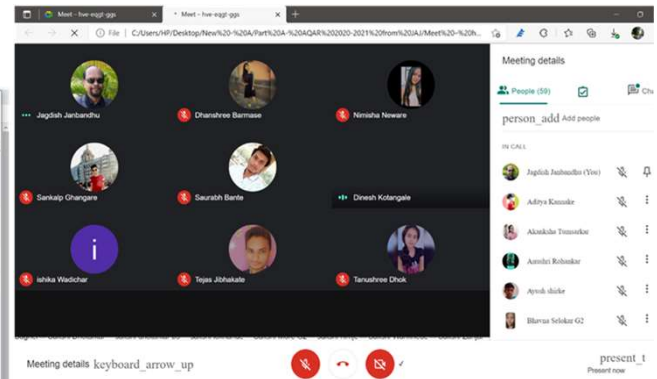 Meet - hve-eqgt-ggs
* Meet - hve-eqgt-ggs
File
C:/Users/HP/Desktop/New%20-%20A/Part%20A-%20AQAR%202020-2021%20from%20JAJ/Meet%20-%20h...
Meeting details
People (59)
person_add Add people
IN CALL
Jagdish Janbandhu
Dhanshree Barmase
Nimisha Neware
Jagdish Janbandhu (You)
Aditya Kannake
Sankalp Ghangare
Saurabh Bante
Dinesh Kotangale
Akanksha Tumsarkar
Ayush shirke
i
ishika Wadichar
Tejas Jibhakate
Tanushree Dhok
Bhavna Selokar G2
Meeting details keyboard_arrow_up
present_t
Present now